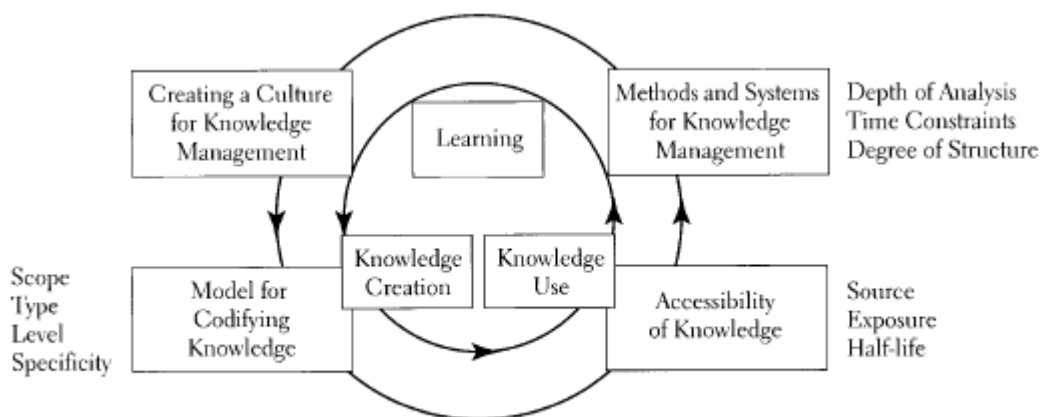 Creating a Culture
for Knowledge
Management
Learning
Methods and Systems
for Knowledge
Management
Depth of Analysis
Time Constraints
Degree of Structure
Scope
Type
Level
Specificity
Model for
Codifying
Knowledge
Knowledge
Creation
Knowledge
Use
Accessibility
of Knowledge
Source
Exposure
Half-life